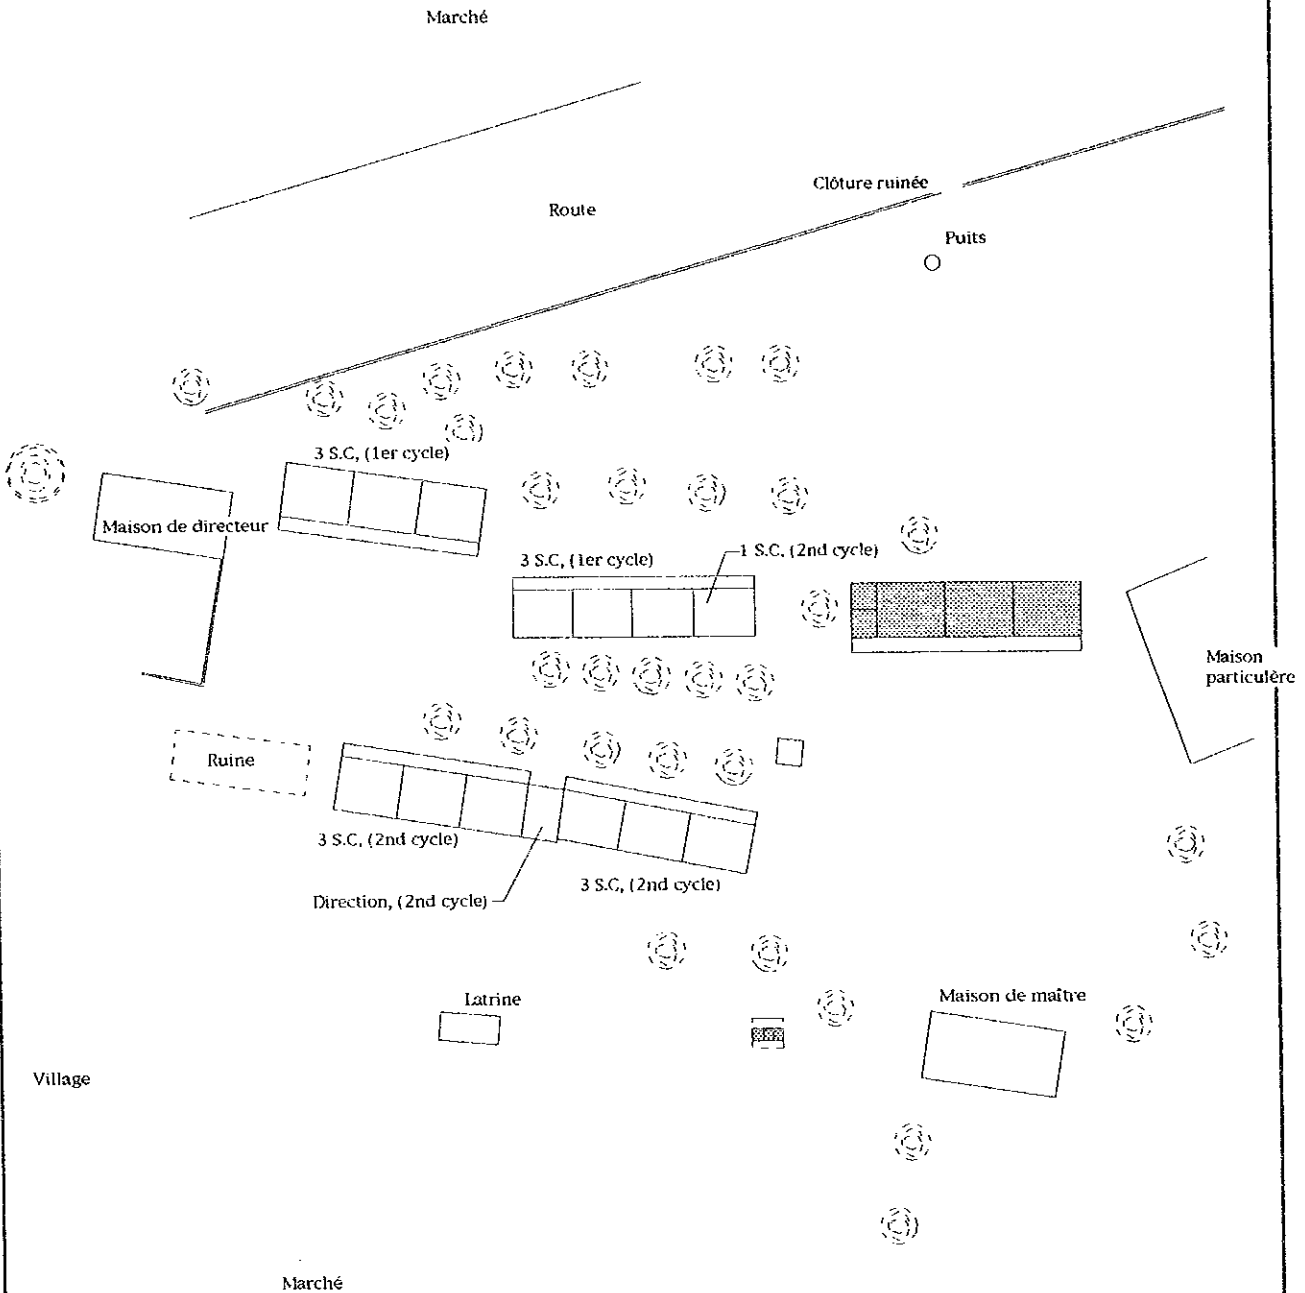 Marché
Clôture ruinée
Route
Puits
3 S.C, (1er cycle)
Maison de directeur
3 S.C, (1er cycle)
1 S.C, (2nd cycle)
Maison
particulère
Ruine
3 S.C, (2nd cycle)
3 S.C, (2nd cycle)
Direction, (2nd cycle)
Latrine
Maison de maître
Village
Marché